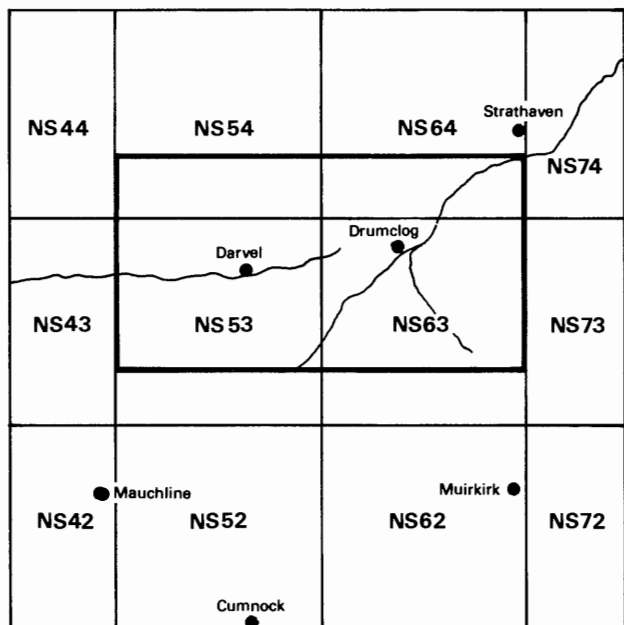 Strathaven
NS44 NS54 NS64
NS74
Drumclog
Darvel
NS43 NS53 NS63 NS73
Mauchline Muirkirk
NS42 NS52 NS62 NS72
Cumnock